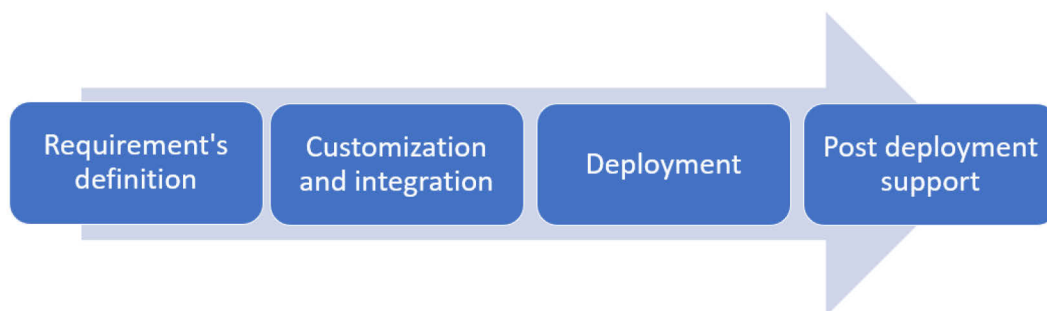 Requirement's
definition
Customization
and integration
Deployment
Post deployment
support